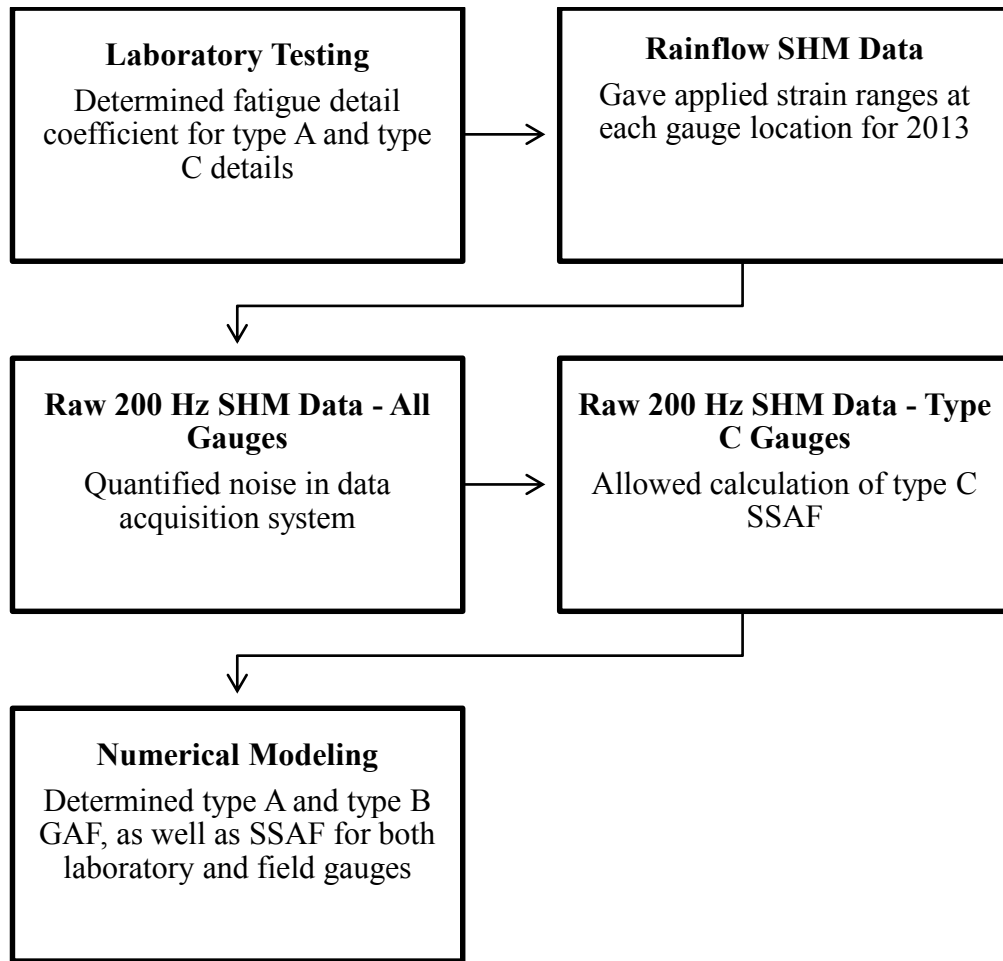 Laboratory Testing
Determined fatigue detail
coefficient for type A and type
C details
Rainflow SHM Data
Gave applied strain ranges at
each gauge location for 2013
Raw 200 Hz SHM Data - All
Gauges
Quantified noise in data
acquisition system
Raw 200 Hz SHM Data - Type
C Gauges
Allowed calculation of type C
SSAF
Numerical Modeling
Determined type A and type B
GAF, as well as SSAF for both
laboratory and field gauges